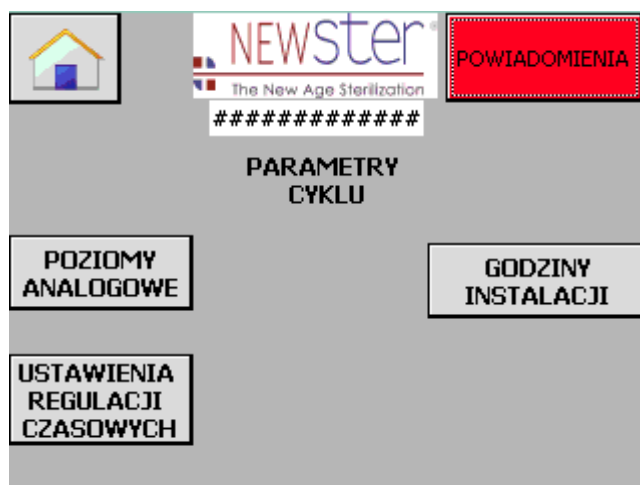 NEWSter®
The New Age Sterilization
POWIADOMIENIA
#############
PARAMETRY
CYKLU
POZIOMY
ANALOGOWE
GODZINY
INSTALACJI
USTAWIENIA
REGULACJI
CZASOWYCH